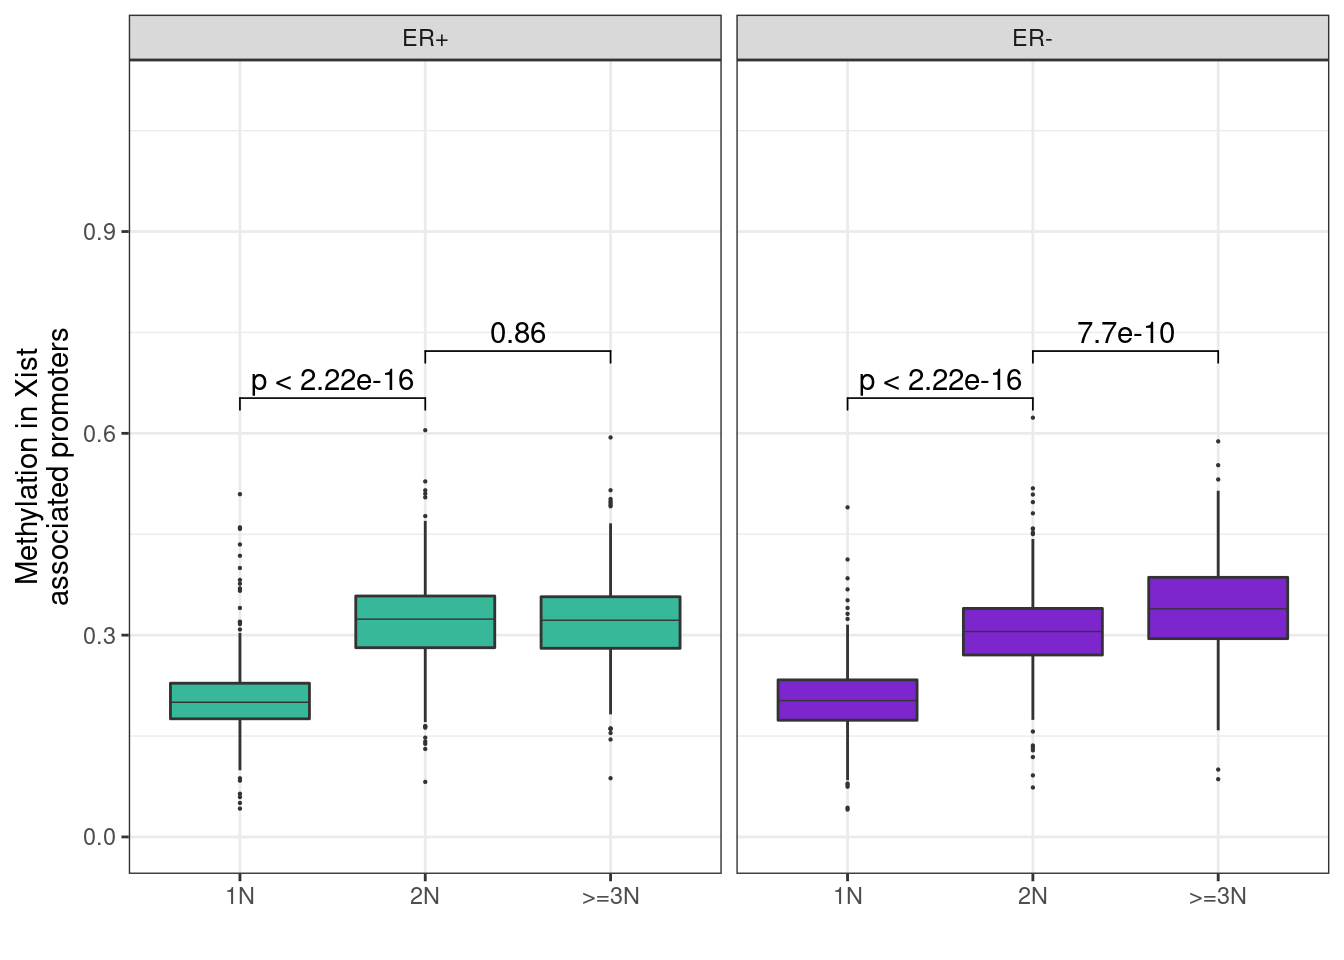 ER+
ER-
Methylation in Xist
associated promoters
0.9
0.6
0.3
0.0
p < 2.22e-16
0.86
p < 2.22e-16
7.7e-10
1N
2N
>=3N
1N
2N
>=3N